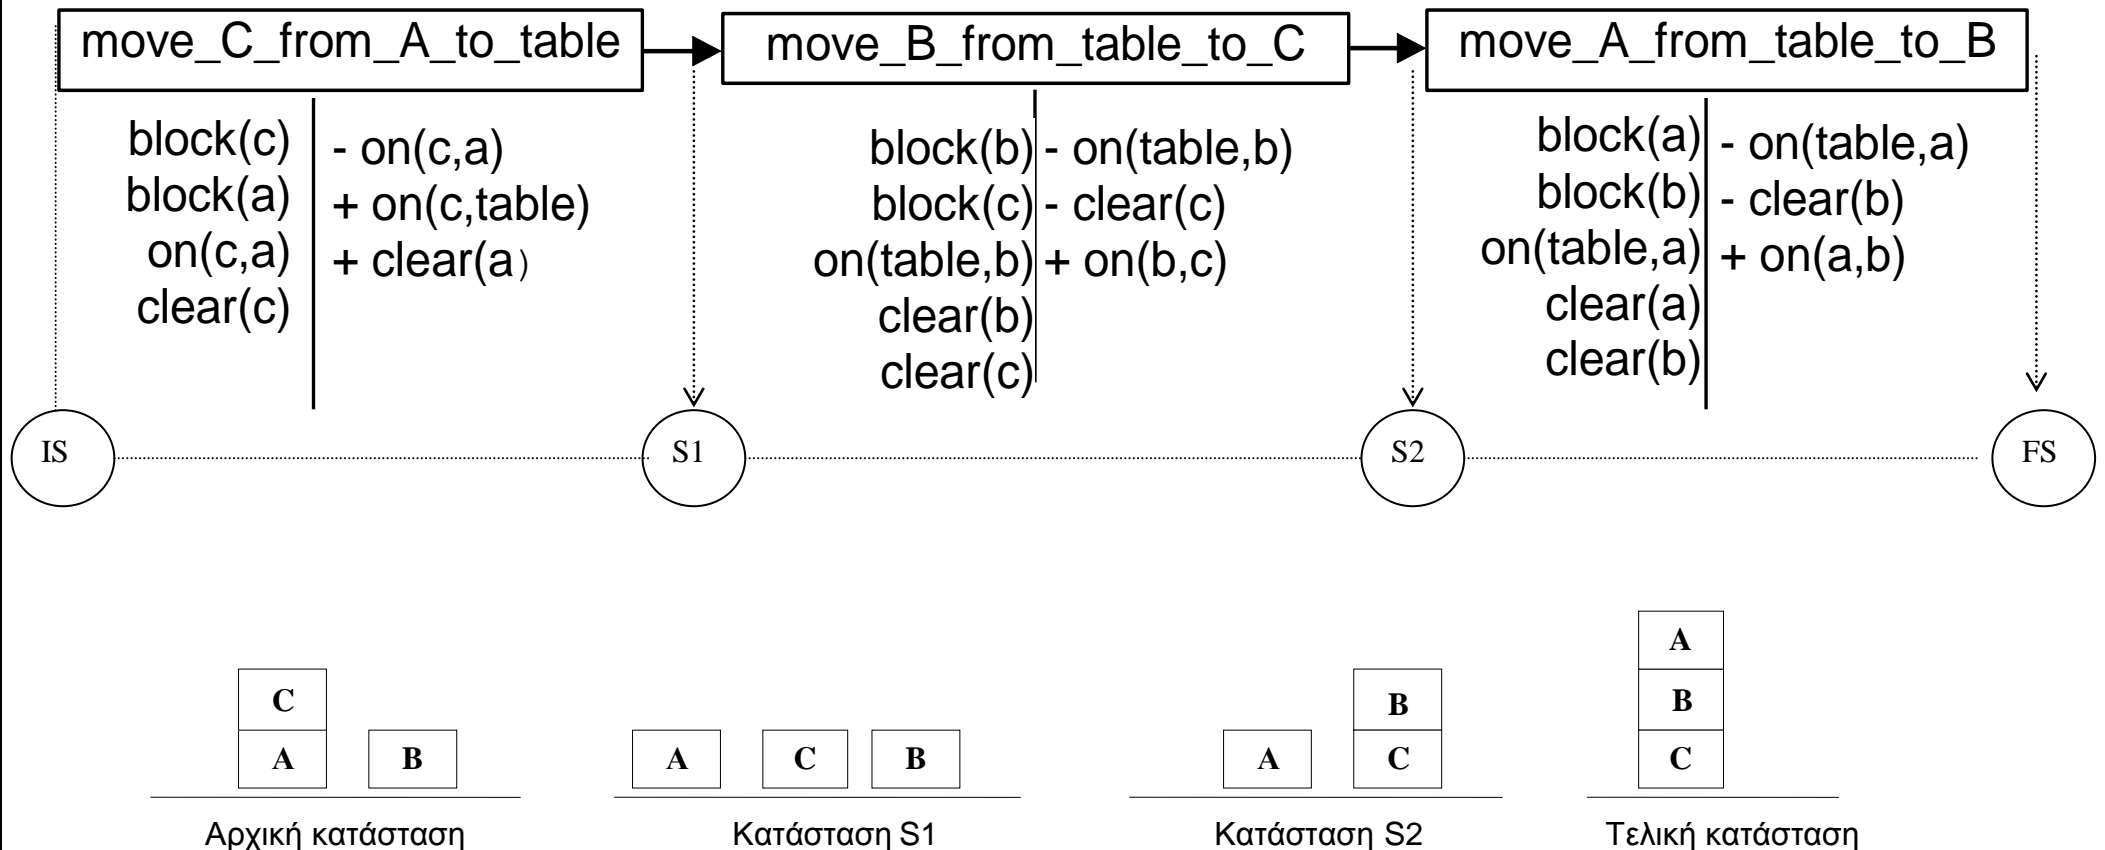 move_C_from_A_to_table
move_B_from_table_to_C
move_A_from_table_to_B
block(c)
block(a)
on(c,a)
clear(c)
- on(c,a)
+ on(c,table)
+ clear(a)
block(b)
block(c)
on(table,b)
clear(b)
clear(c)
- on(table,b)
- clear(c)
+ on(b,c)
block(a)
block(b)
on(table,a)
clear(a)
clear(b)
- on(table,a)
- clear(b)
+ on(a,b)
IS
S1
S2
FS
C
A
B
Αρχική κατάσταση
A
C
B
Κατάσταση S1
A
B
C
Κατάσταση S2
A
B
C
Τελική κατάσταση